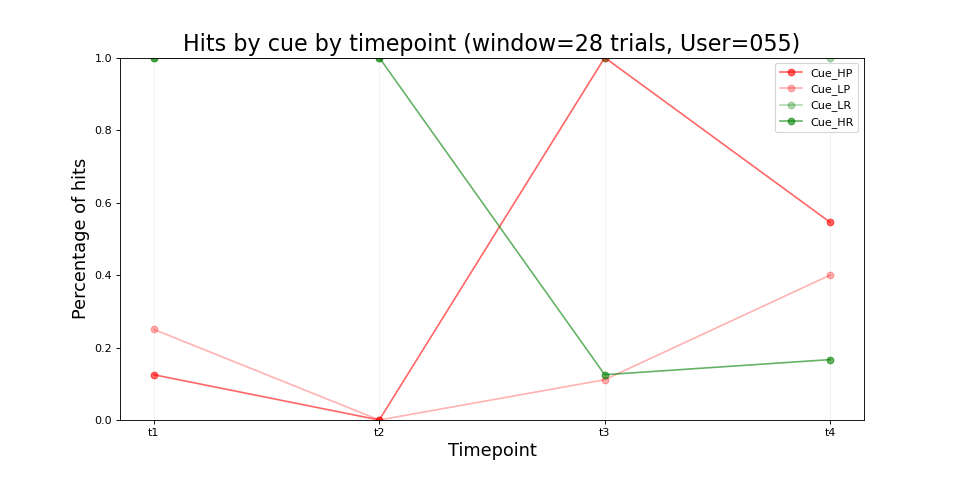 Hits by cue by timepoint (window=28 trials, User=055)
Percentage of hits
1.0
0.8
0.6
0.4
0.2
0.0
Cue_HP
Cue_LP
Cue_LR
Cue_HR
t1 t2 t3 t4
Timepoint